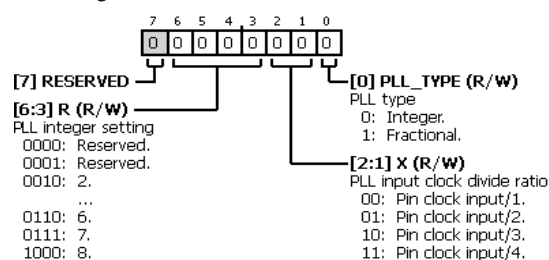 7 6 5 4 3 2 1 0
0 0 0 0 0 0 0 0
[7] RESERVED
[6:3] R (R/W)
PLL integer setting
0000: Reserved.
0001: Reserved.
0010: 2.
...
0110: 6.
0111: 7.
1000: 8.
[0] PLL_TYPE (R/W)
PLL type
0: Integer.
1: Fractional.
[2:1] X (R/W)
PLL input clock divide ratio
00: Pin clock input/1.
01: Pin clock input/2.
10: Pin clock input/3.
11: Pin clock input/4.